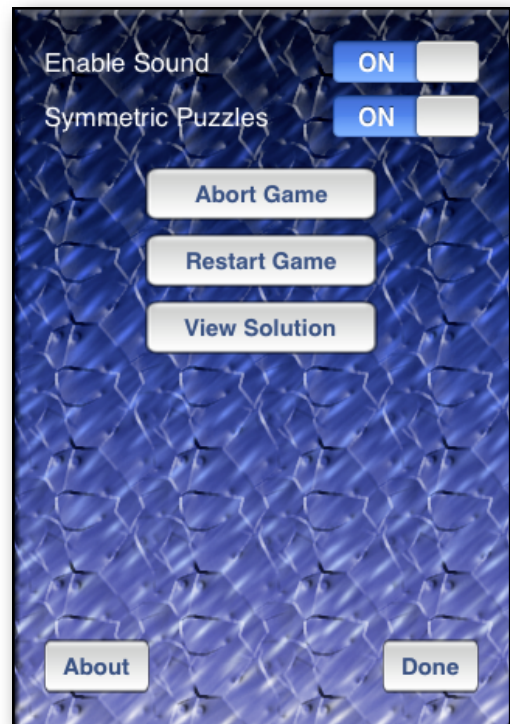 Enable Sound ON
Symmetric Puzzles ON
Abort Game
Restart Game
View Solution
About Done